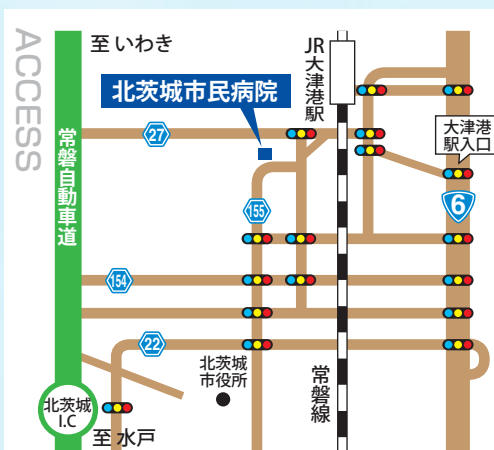 ACCESS
至いわき
JR
大津港駅
北茨城市民病院
27
大津港
駅入口
常磐自動車道
155
6
154
22
北茨城
市役所
常磐線
北茨城
I.C
至 水戸